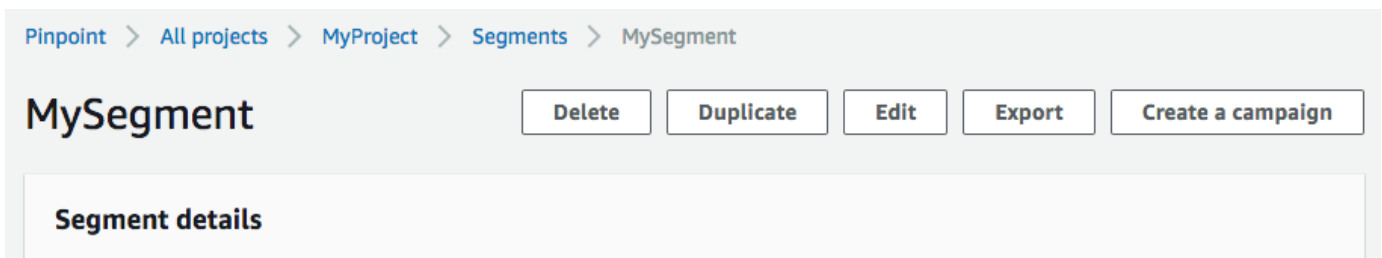 Pinpoint > All projects > MyProject > Segments > MySegment
MySegment Delete Duplicate Edit Export Create a campaign
Segment details